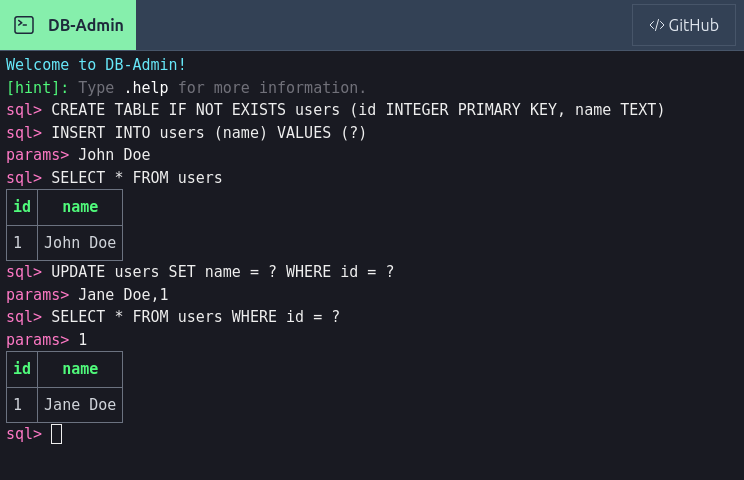 DB-Admin
</> GitHub
Welcome to DB-Admin!
[hint]: Type .help for more information.
sql> CREATE TABLE IF NOT EXISTS users (id INTEGER PRIMARY KEY, name TEXT)
sql> INSERT INTO users (name) VALUES (?)
params> John Doe
sql> SELECT * FROM users
id name
1 John Doe
sql> UPDATE users SET name = ? WHERE id = ?
params> Jane Doe,1
sql> SELECT * FROM users WHERE id = ?
params> 1
id name
1 Jane Doe
sql>